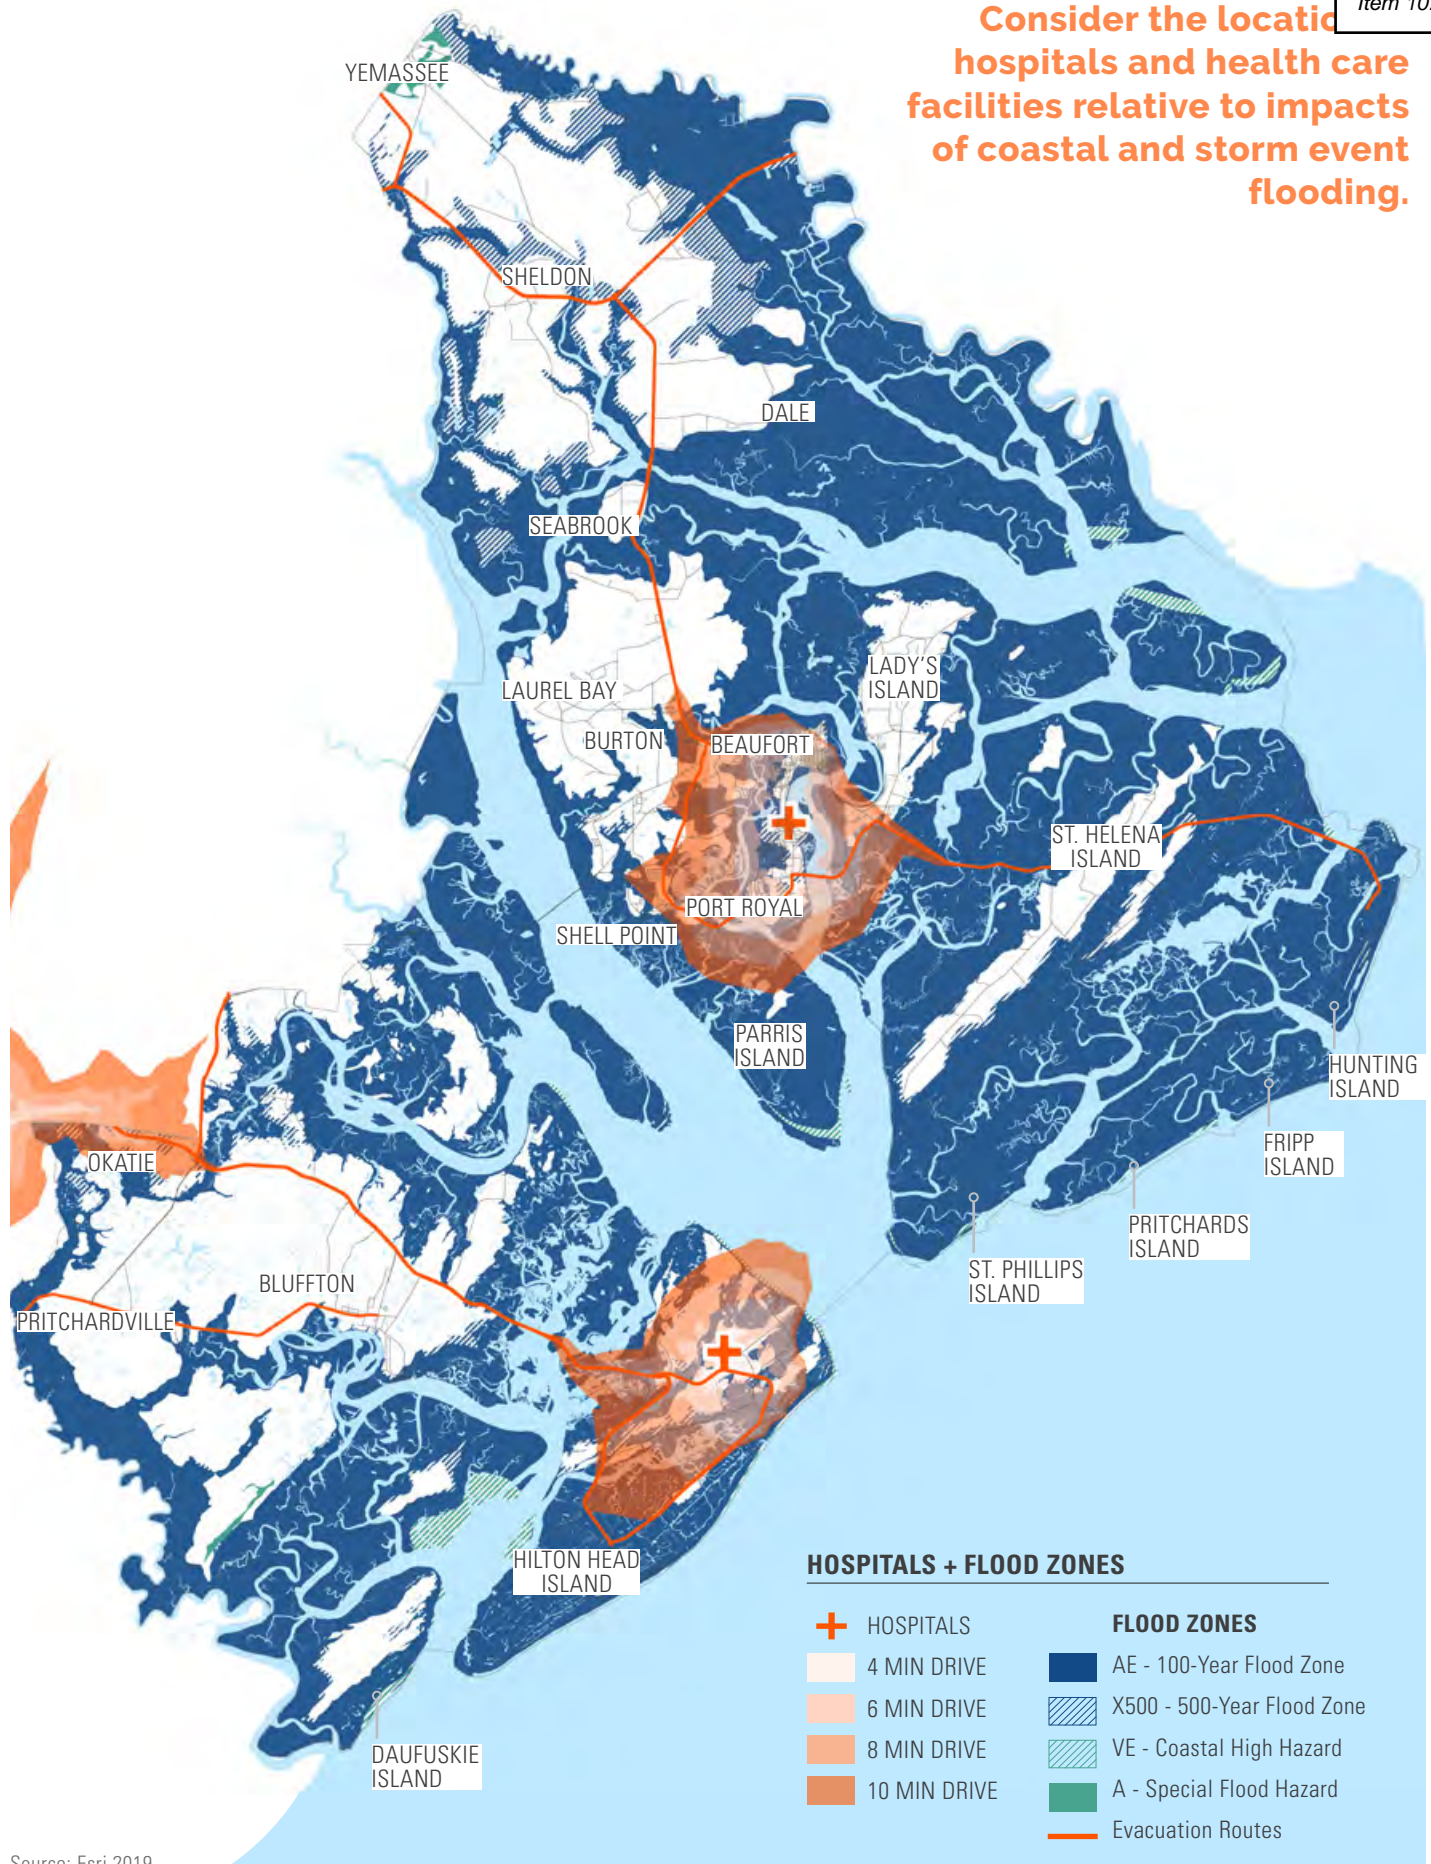 Item 10.
Consider the locatio
hospitals and health care
facilities relative to impacts
of coastal and storm event
flooding.
YEMASSEE
SHELDON
DALE
SEABROOK
LADY'S
ISLAND
LAUREL BAY
BURTON
BEAUFORT
ST. HELENA
ISLAND
PORT ROYAL
SHELL POINT
PARRIS
ISLAND
HUNTING
ISLAND
FRIPP
ISLAND
OKATIE
PRITCHARDS
ISLAND
ST. PHILLIPS
ISLAND
BLUFFTON
PRITCHARDVILLE
HILTON HEAD
ISLAND
DAUFUSKIE
ISLAND
HOSPITALS + FLOOD ZONES
HOSPITALS
4 MIN DRIVE
6 MIN DRIVE
8 MIN DRIVE
10 MIN DRIVE
FLOOD ZONES
AE - 100-Year Flood Zone
X500 - 500-Year Flood Zone
VE - Coastal High Hazard
A - Special Flood Hazard
Evacuation Routes
Source: Esri 2019